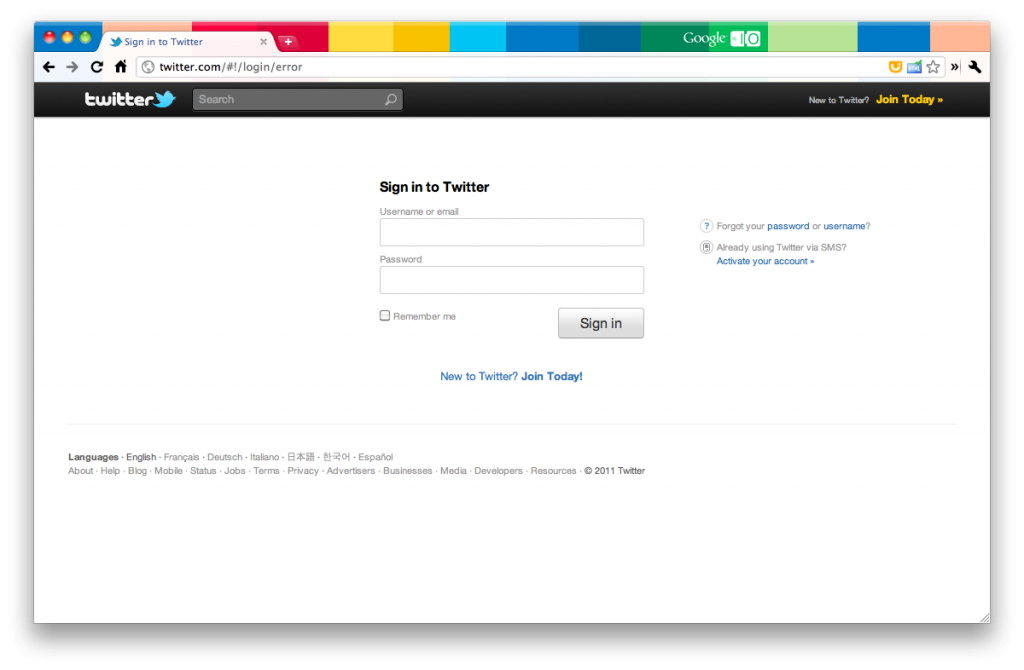 Sign in to Twitter
Google IO
twitter.com/#!/login/error
twitter
Search
New to Twitter? Join Today »
Sign in to Twitter
Username or email
Forgot your password or username?
Already using Twitter via SMS?
Activate your account »
Password
Remember me
Sign in
New to Twitter? Join Today!
Languages · English · Français · Deutsch · Italiano · 日本語 · 한국어 · Español
About · Help · Blog · Mobile · Status · Jobs · Terms · Privacy · Advertisers · Businesses · Media · Developers · Resources · © 2011 Twitter